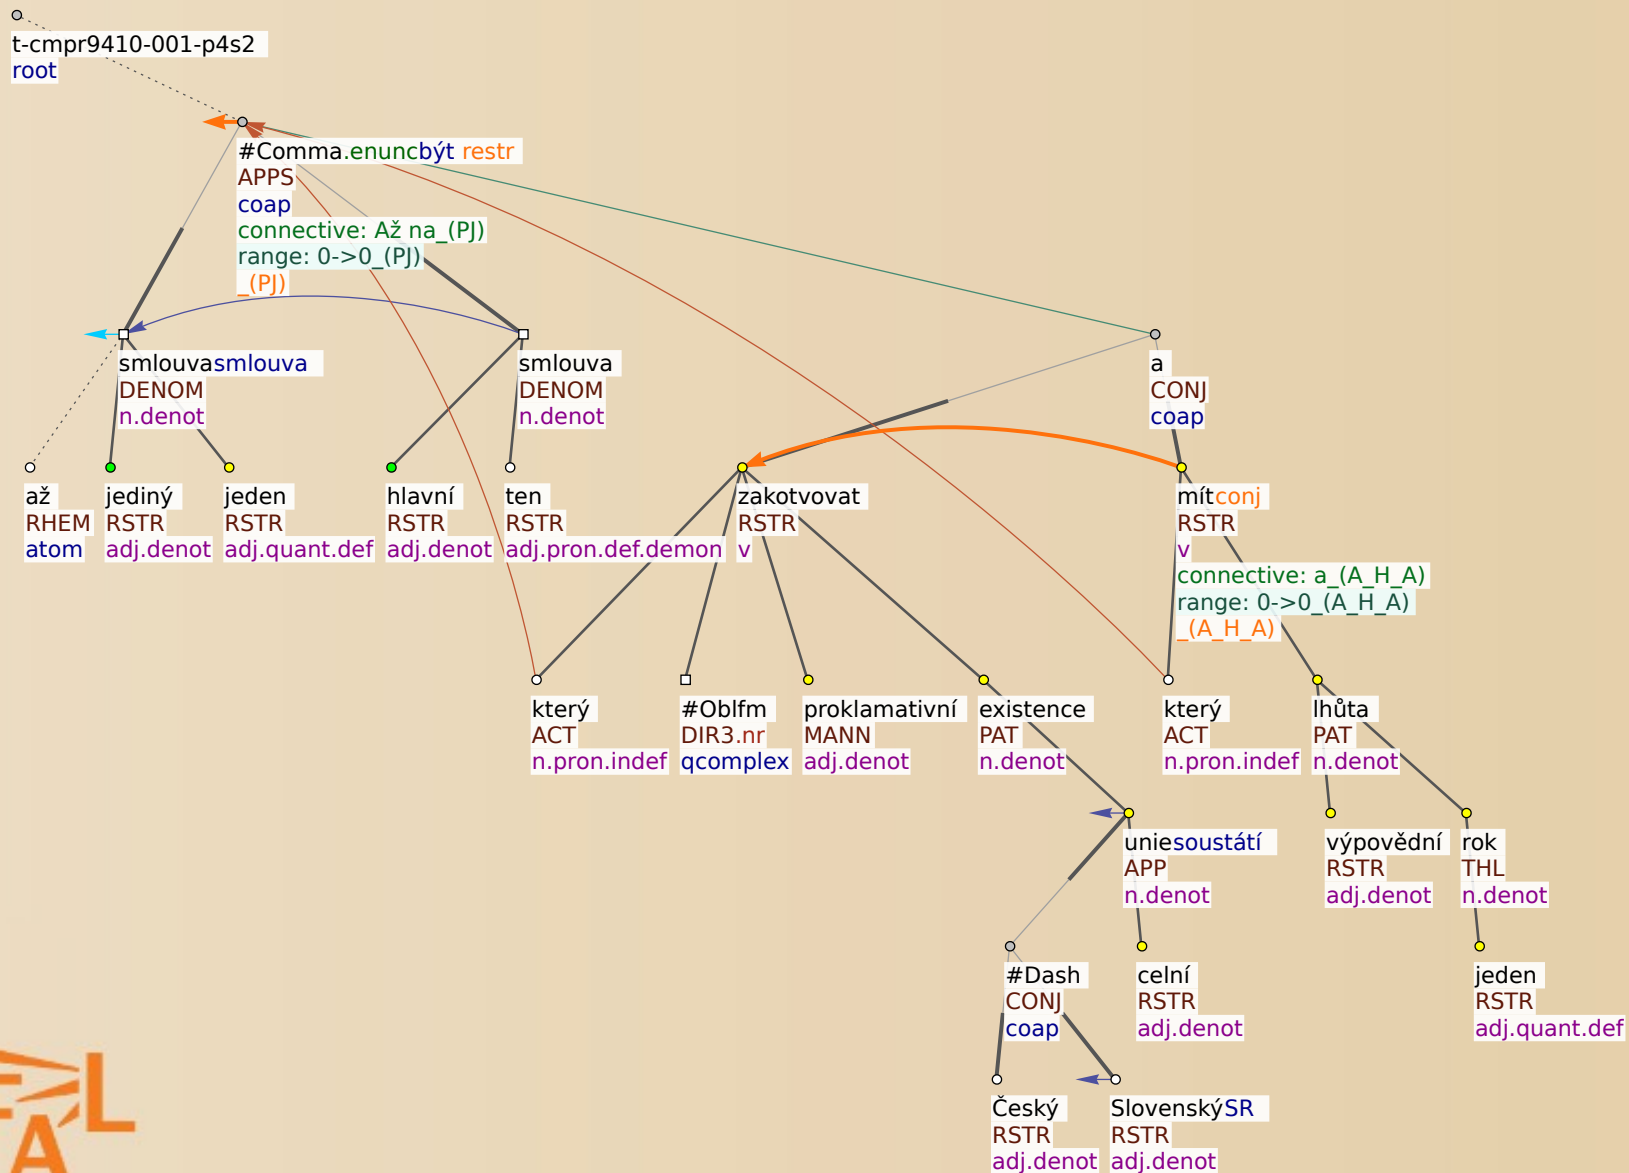 t-cmpr9410-001-p4s2
root
#Comma.enuncbýt restr
APPS
coap
connective: Až na_(PJ)
range: 0->0_(PJ)
_(PJ)
smlouvasmlouva
DENOM
n.denot
smlouva
DENOM
n.denot
a
CONJ
coap
až
RHEM
atom
jediný
RSTR
adj.denot
jeden
RSTR
adj.quant.def
hlavní
RSTR
adj.denot
ten
RSTR
adj.pron.def.demon
zakotvovat
RSTR
v
mítconj
RSTR
v
connective: a_(A_H_A)
range: 0->0_(A_H_A)
_(A_H_A)
který
ACT
n.pron.indef
#Oblfm
DIR3.nr
qcomplex
proklamativní
MANN
adj.denot
existence
PAT
n.denot
který
ACT
n.pron.indef
lhůta
PAT
n.denot
uniesoustátí
APP
n.denot
výpovědní
RSTR
adj.denot
rok
THL
n.denot
#Dash
CONJ
coap
celní
RSTR
adj.denot
jeden
RSTR
adj.quant.def
Český
RSTR
adj.denot
SlovenskýSR
RSTR
adj.denot